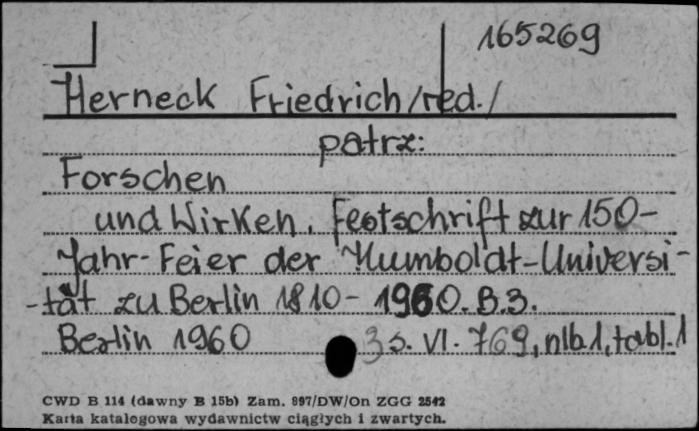 165269
Herneck Friedrich /red./
patrz:
Forschen
und Wirken. Festschrift zur 150-
Jahr-Feier der Humboldt-Universi-
-tät zu Berlin 1810-1960. B.3.
Berlin 1960 s. VI. 769, nlb.1, tabl.1
CWD B 114 (dawny B 15b) Zam. 897/DW/On ZGG 2542
Karta katalogowa wydawnictw ciągłych i zwartych.